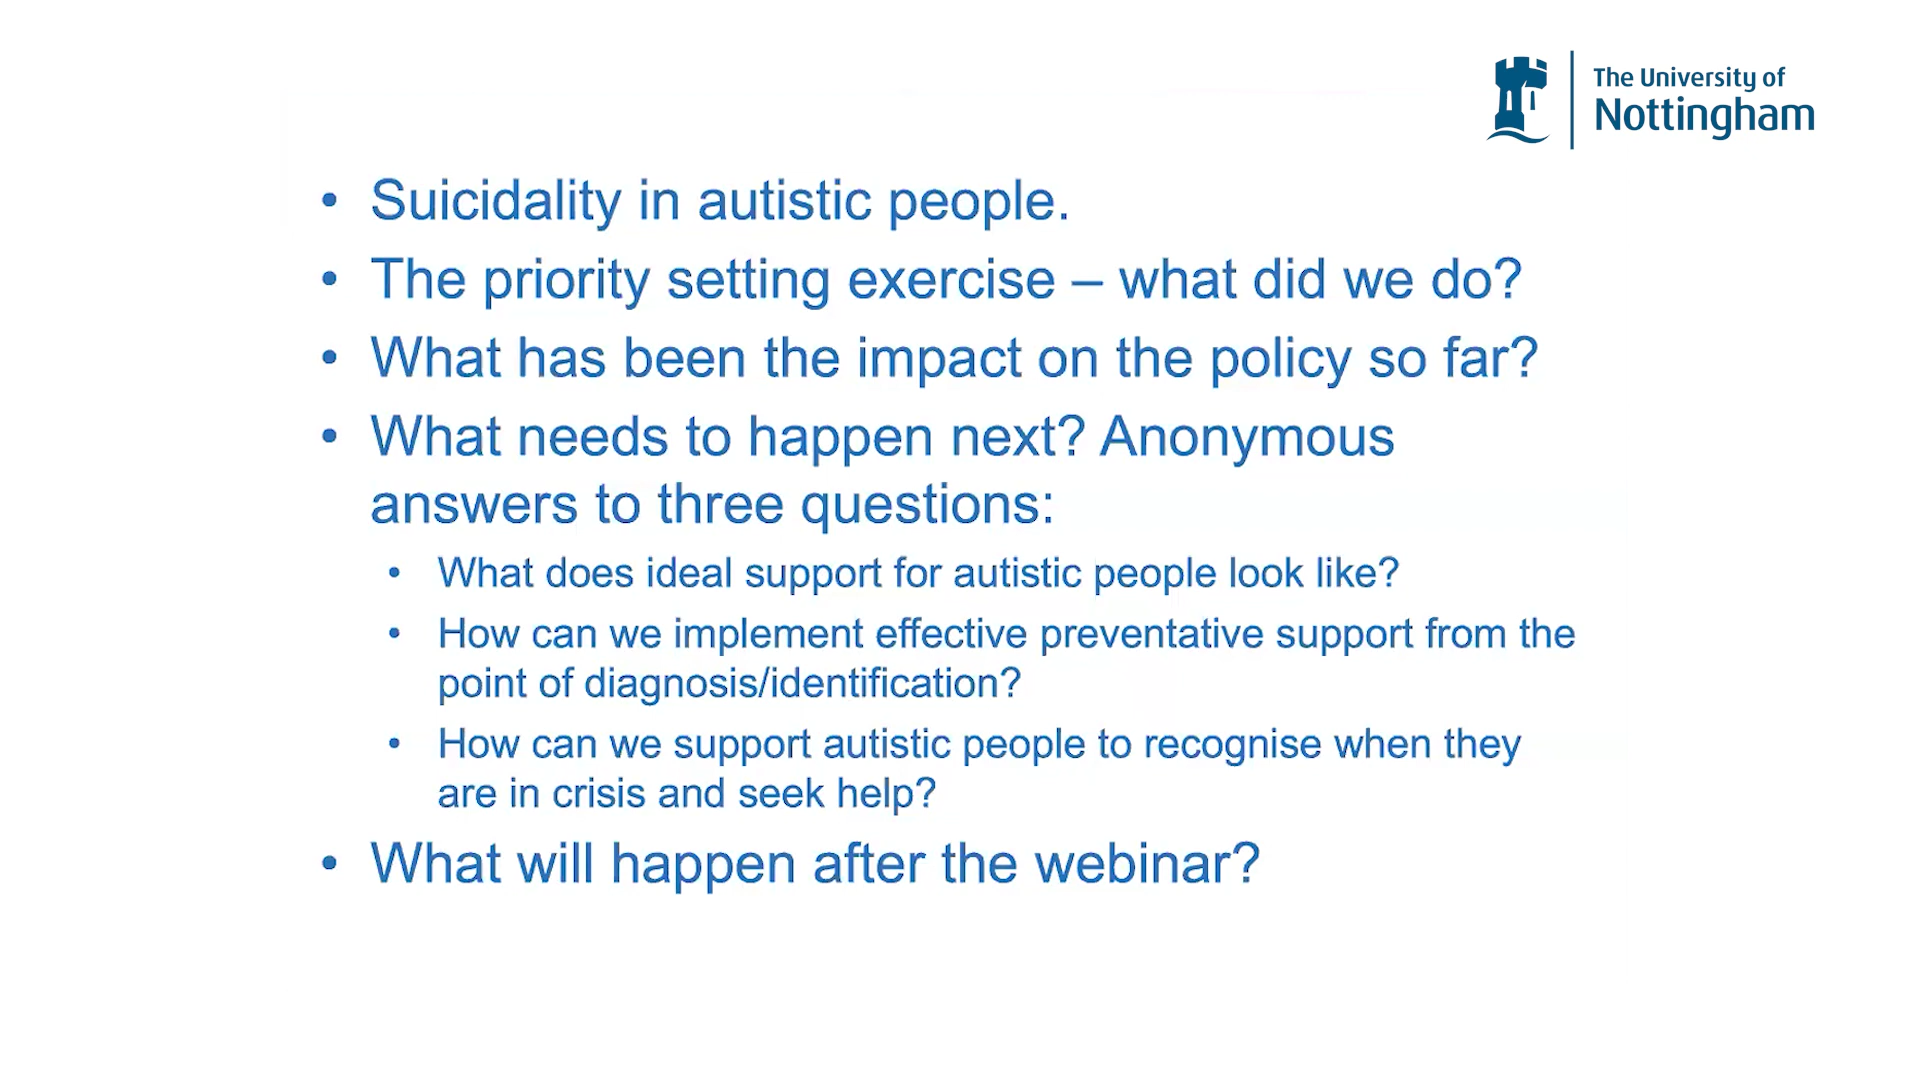 The University of
Nottingham
• Suicidality in autistic people.
• The priority setting exercise – what did we do?
• What has been the impact on the policy so far?
• What needs to happen next? Anonymous
answers to three questions:
• What does ideal support for autistic people look like?
• How can we implement effective preventative support from the
point of diagnosis/identification?
• How can we support autistic people to recognise when they
are in crisis and seek help?
• What will happen after the webinar?